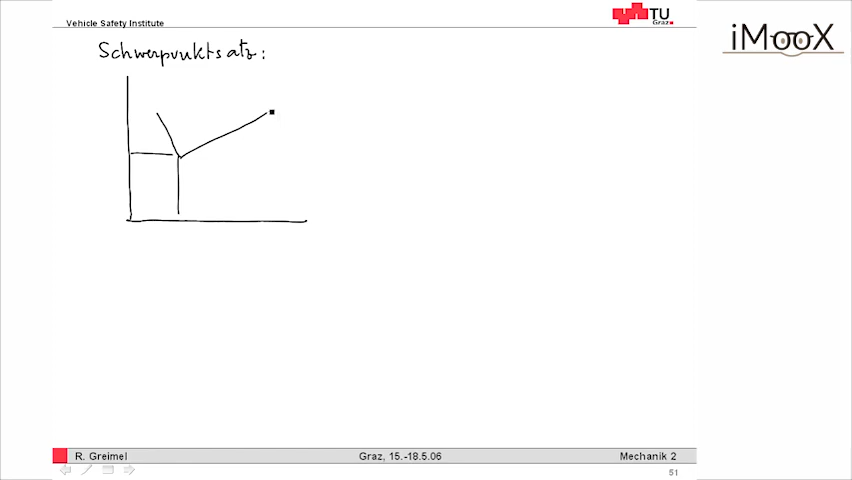 Vehicle Safety Institute
TU
Graz
iMooX
Schwerpunktsatz:
R. Greimel
Graz, 15.-18.5.06
Mechanik 2
51